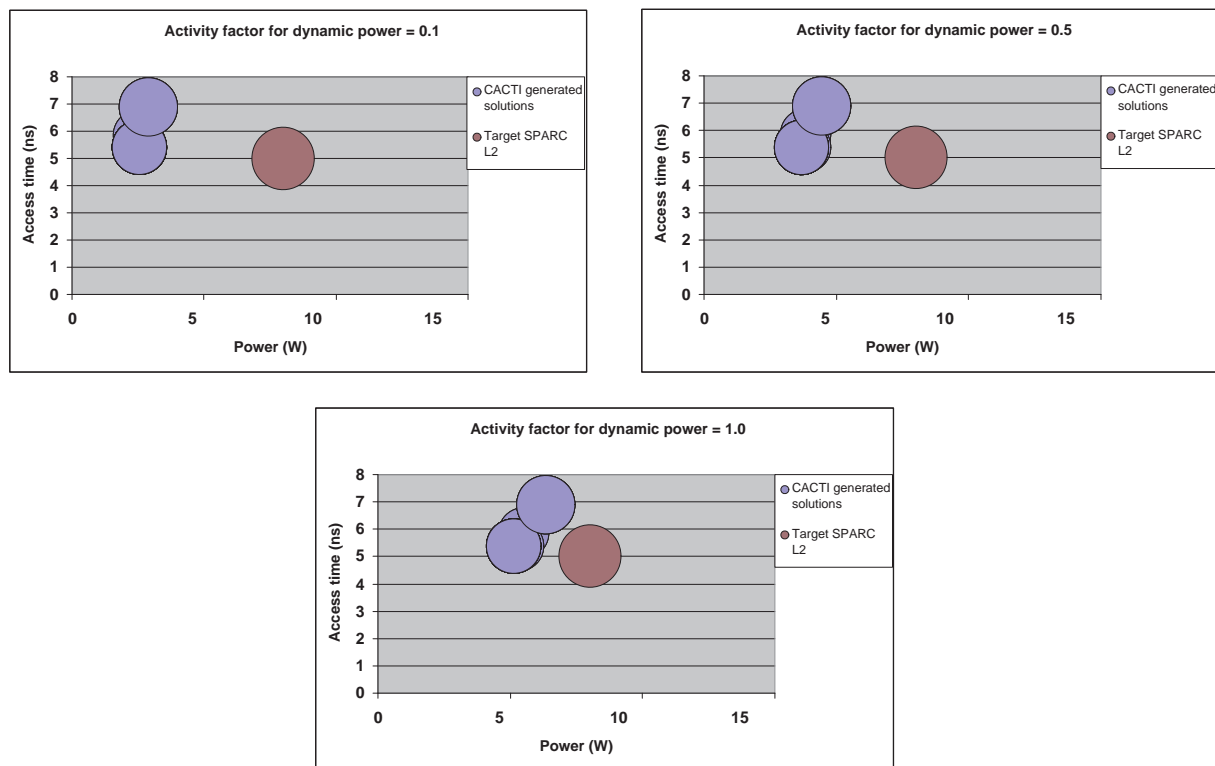 Activity factor for dynamic power = 0.1
Access time (ns)
8
7
6
5
4
3
2
1
0
0 5 10 15
Power (W)
CACTI generated
solutions
Target SPARC
L2
Activity factor for dynamic power = 0.5
Access time (ns)
8
7
6
5
4
3
2
1
0
0 5 10 15
Power (W)
CACTI generated
solutions
Target SPARC
L2
Activity factor for dynamic power = 1.0
Access time (ns)
8
7
6
5
4
3
2
1
0
0 5 10 15
Power (W)
CACTI generated
solutions
Target SPARC
L2